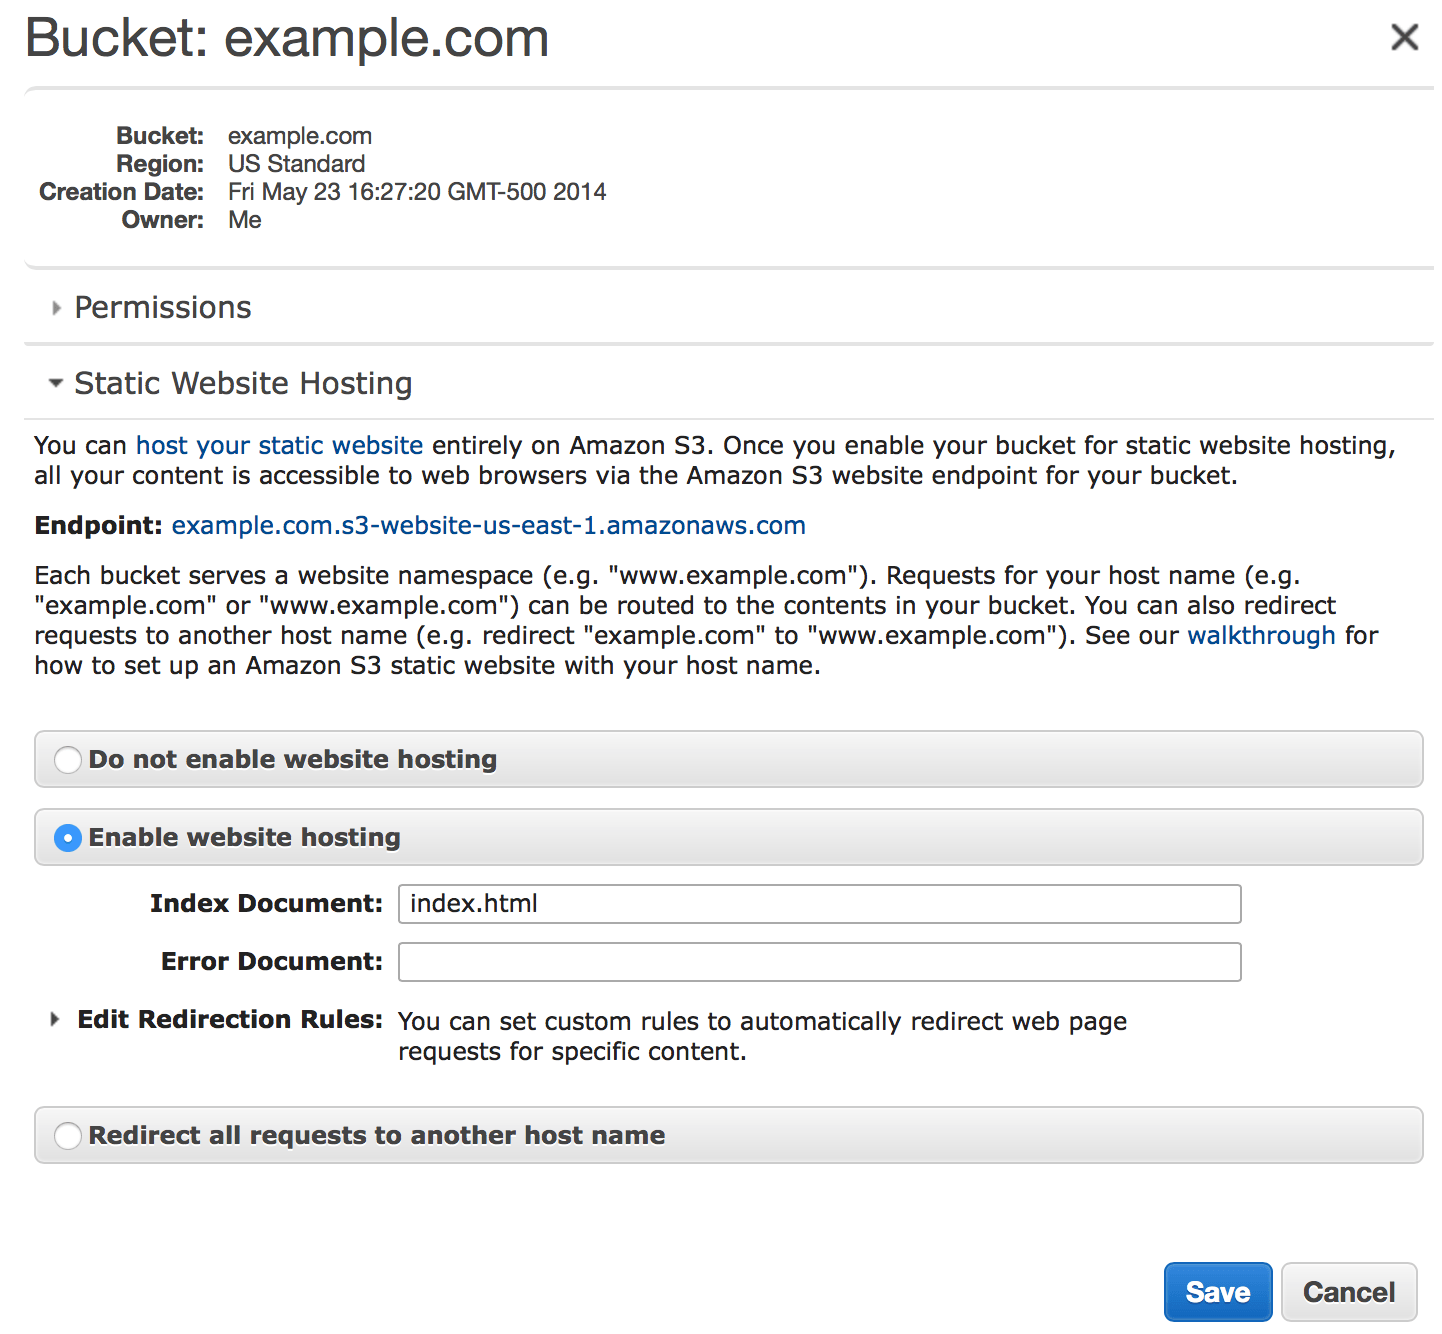 Bucket: example.com
Bucket: example.com
Region: US Standard
Creation Date: Fri May 23 16:27:20 GMT-500 2014
Owner: Me
Permissions
Static Website Hosting
You can host your static website entirely on Amazon S3. Once you enable your bucket for static website hosting,
all your content is accessible to web browsers via the Amazon S3 website endpoint for your bucket.
Endpoint: example.com.s3-website-us-east-1.amazonaws.com
Each bucket serves a website namespace (e.g. "www.example.com"). Requests for your host name (e.g.
"example.com" or "www.example.com") can be routed to the contents in your bucket. You can also redirect
requests to another host name (e.g. redirect "example.com" to "www.example.com"). See our walkthrough for
how to set up an Amazon S3 static website with your host name.
Do not enable website hosting
Enable website hosting
Index Document: index.html
Error Document:
Edit Redirection Rules: You can set custom rules to automatically redirect web page
requests for specific content.
Redirect all requests to another host name
Save Cancel